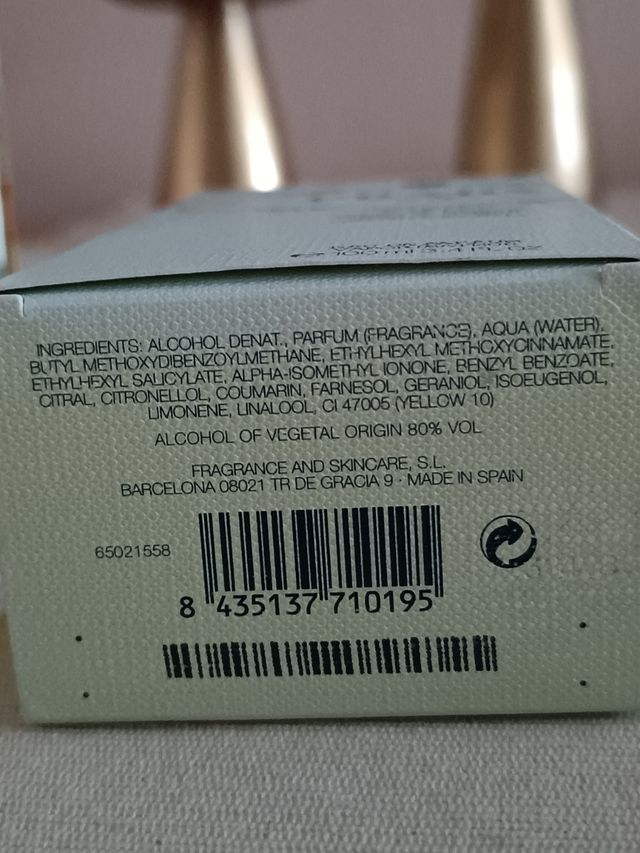 100 ml
INGREDIENTS: ALCOHOL DENAT., PARFUM (FRAGRANCE), AQUA (WATER),
BUTYL METHOXYDIBENZOYLMETHANE, ETHYLHEXYL METHOXYCINNAMATE,
ETHYLHEXYL SALICYLATE, ALPHA-ISOMETHYL IONONE, BENZYL BENZOATE,
CITRAL, CITRONELLOL, COUMARIN, FARNESOL, GERANIOL, ISOEUGENOL,
LIMONENE, LINALOOL, CI 47005 (YELLOW 10)
ALCOHOL OF VEGETAL ORIGIN 80% VOL
FRAGRANCE AND SKINCARE, S.L.
BARCELONA 08021 TR DE GRACIA 9 · MADE IN SPAIN
65021558
8 435137 710195